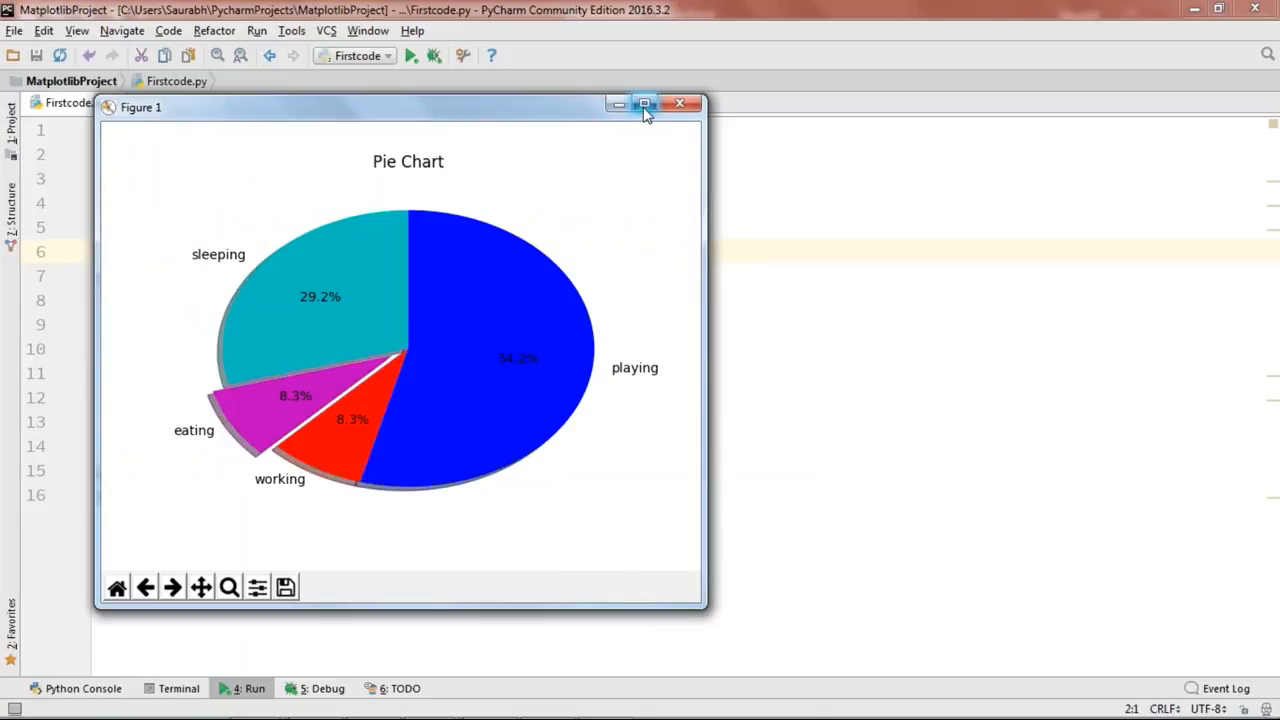 MatplotlibProject - [C:\Users\Saurabh\PycharmProjects\MatplotlibProject] - ...\Firstcode.py - PyCharm Community Edition 2016.3.2
File Edit View Navigate Code Refactor Run Tools VCS Window Help
Firstcode
MatplotlibProject Firstcode.py
Firstcode.
1: Project
Z: Structure
2: Favorites
1
2
3
4
5
6
7
8
9
10
11
12
13
14
15
16
Figure 1
Pie Chart
sleeping
29.2%
54.2%
playing
8.3%
eating
8.3%
working
Python Console Terminal 4: Run 5: Debug 6: TODO Event Log
2:1 CRLF UTF-8